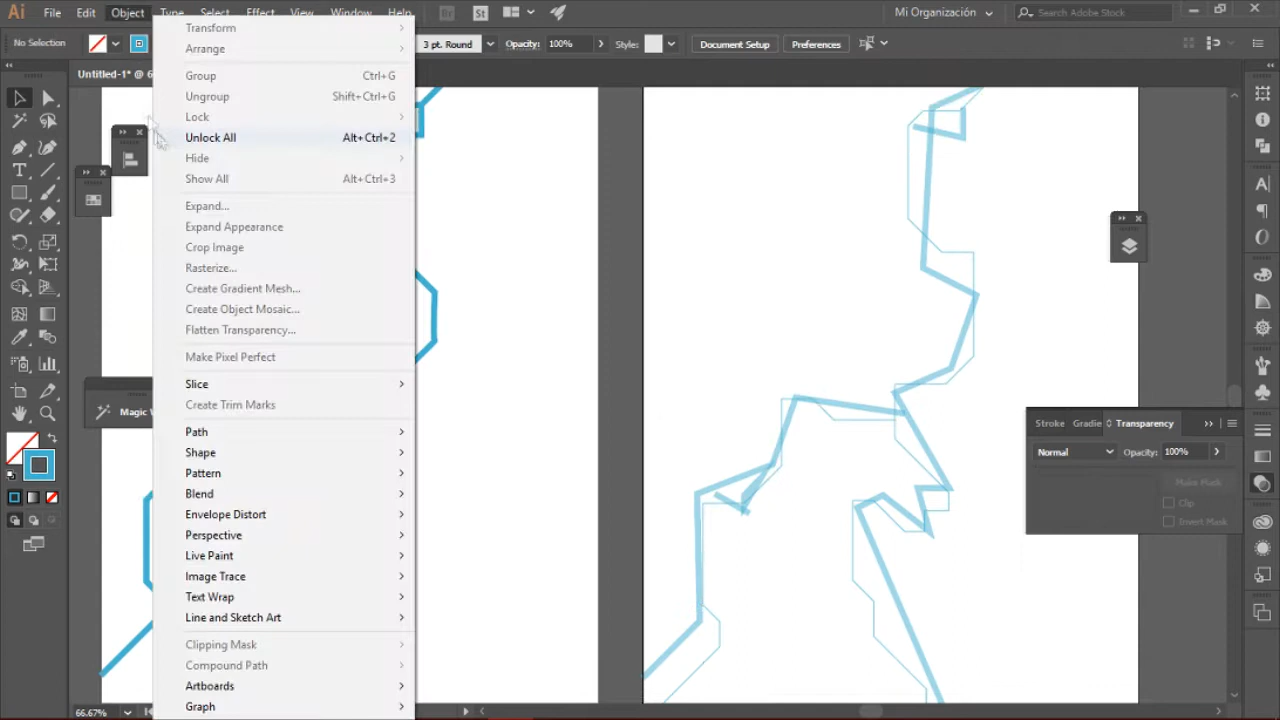 Ai File Edit Object Type Select Effect View Window Help Br St Mi Organización Search Adobe Stock
No Selection 3 pt. Round Opacity: 100% Style: Document Setup Preferences
Untitled-1* @ 6
Transform
Arrange
Group Ctrl+G
Ungroup Shift+Ctrl+G
Lock
Unlock All Alt+Ctrl+2
Hide
Show All Alt+Ctrl+3
Expand...
Expand Appearance
Crop Image
Rasterize...
Create Gradient Mesh...
Create Object Mosaic...
Flatten Transparency...
Make Pixel Perfect
Slice
Create Trim Marks
Path
Shape
Pattern
Blend
Envelope Distort
Perspective
Live Paint
Image Trace
Text Wrap
Line and Sketch Art
Clipping Mask
Compound Path
Artboards
Graph
Magic W
Stroke Gradie Transparency
Normal Opacity: 100%
Make Mask
Clip
Invert Mask
66.67%